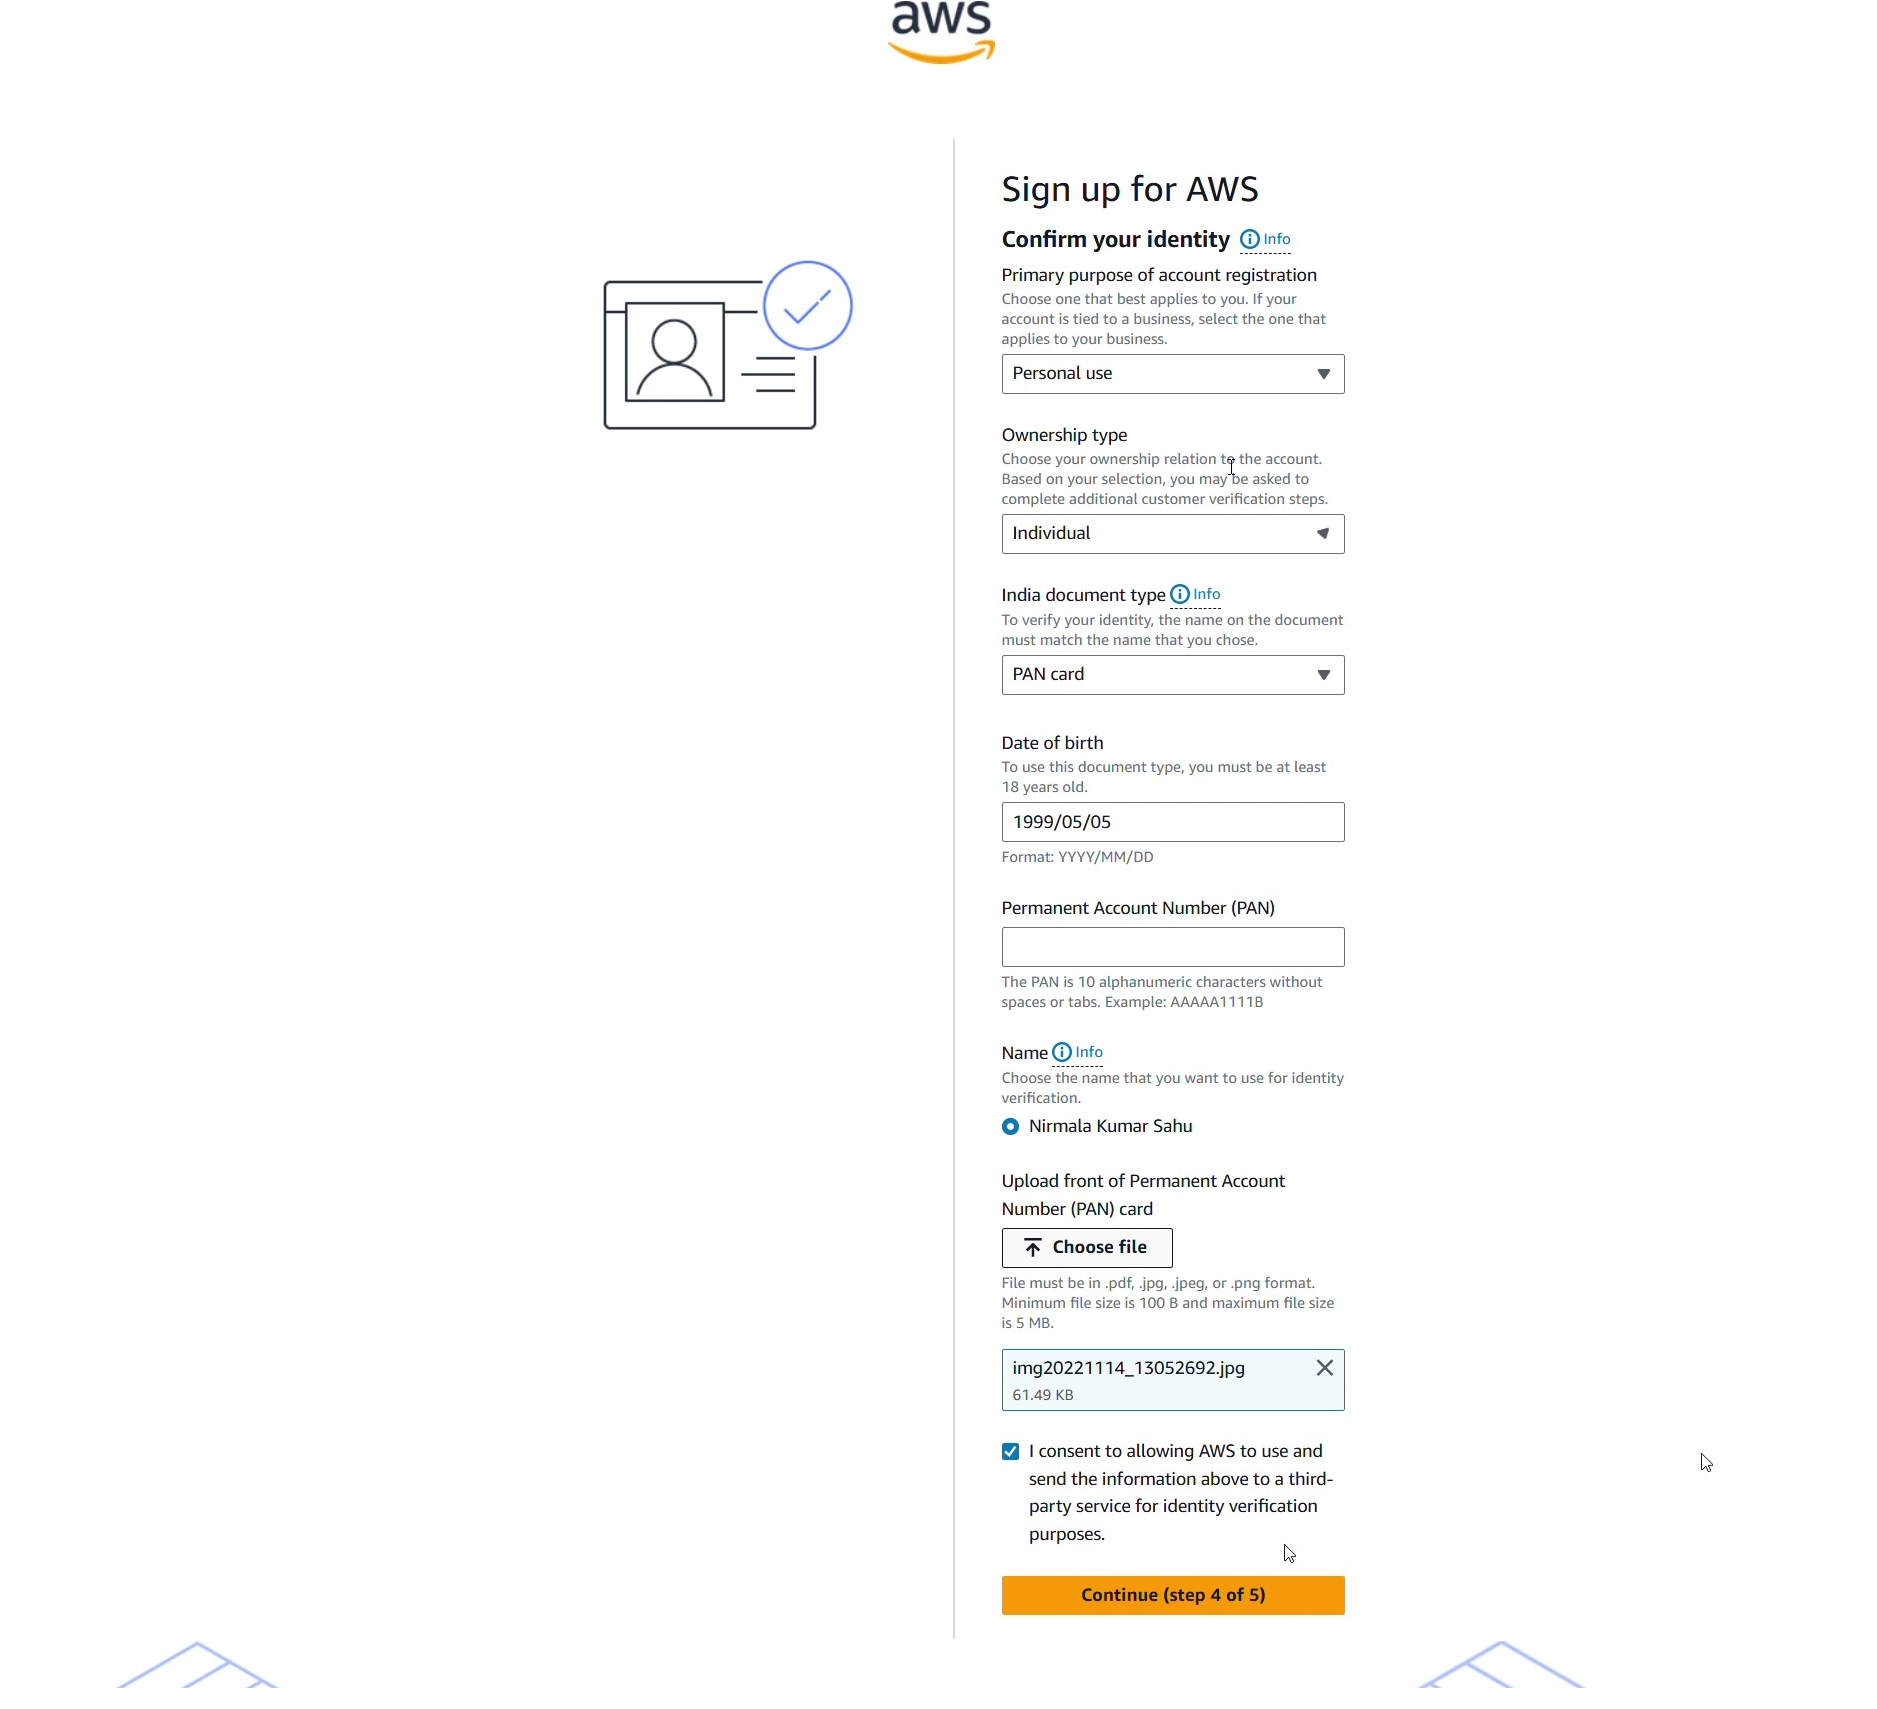 aws
Sign up for AWS
Confirm your identity Info
Primary purpose of account registration
Choose one that best applies to you. If your
account is tied to a business, select the one that
applies to your business.
Personal use
Ownership type
Choose your ownership relation to the account.
Based on your selection, you may be asked to
complete additional customer verification steps.
Individual
India document type Info
To verify your identity, the name on the document
must match the name that you chose.
PAN card
Date of birth
To use this document type, you must be at least
18 years old.
1999/05/05
Format: YYYY/MM/DD
Permanent Account Number (PAN)
The PAN is 10 alphanumeric characters without
spaces or tabs. Example: AAAAA1111B
Name Info
Choose the name that you want to use for identity
verification.
Nirmala Kumar Sahu
Upload front of Permanent Account
Number (PAN) card
Choose file
File must be in .pdf, .jpg, .jpeg, or .png format.
Minimum file size is 100 B and maximum file size
is 5 MB.
img20221114_13052692.jpg
61.49 KB
I consent to allowing AWS to use and
send the information above to a third-
party service for identity verification
purposes.
Continue (step 4 of 5)